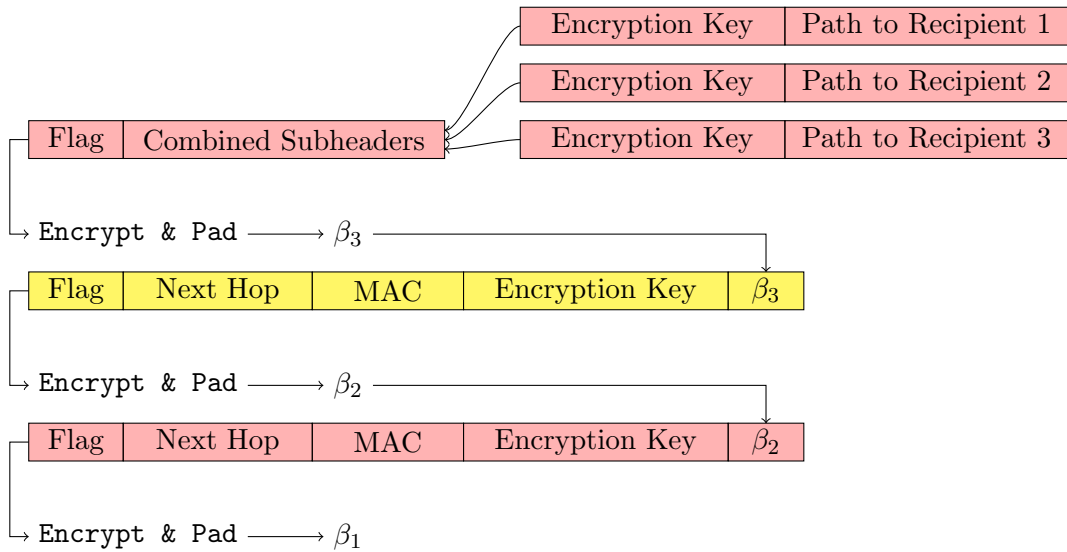 Encryption Key Path to Recipient 1
Encryption Key Path to Recipient 2
Flag Combined Subheaders Encryption Key Path to Recipient 3
Encrypt & Pad β₃
Flag Next Hop MAC Encryption Key β₃
Encrypt & Pad β₂
Flag Next Hop MAC Encryption Key β₂
Encrypt & Pad β₁